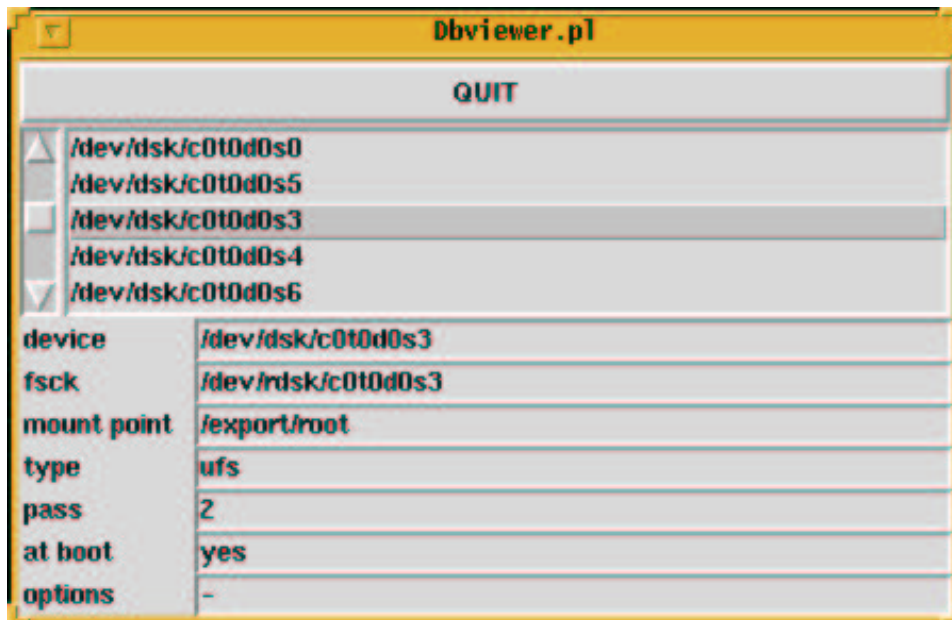 Dbviewer.pl
QUIT
/dev/dsk/c0t0d0s0
/dev/dsk/c0t0d0s5
/dev/dsk/c0t0d0s3
/dev/dsk/c0t0d0s4
/dev/dsk/c0t0d0s6
device /dev/dsk/c0t0d0s3
fsck /dev/rdsk/c0t0d0s3
mount point /export/root
type ufs
pass 2
at boot yes
options -